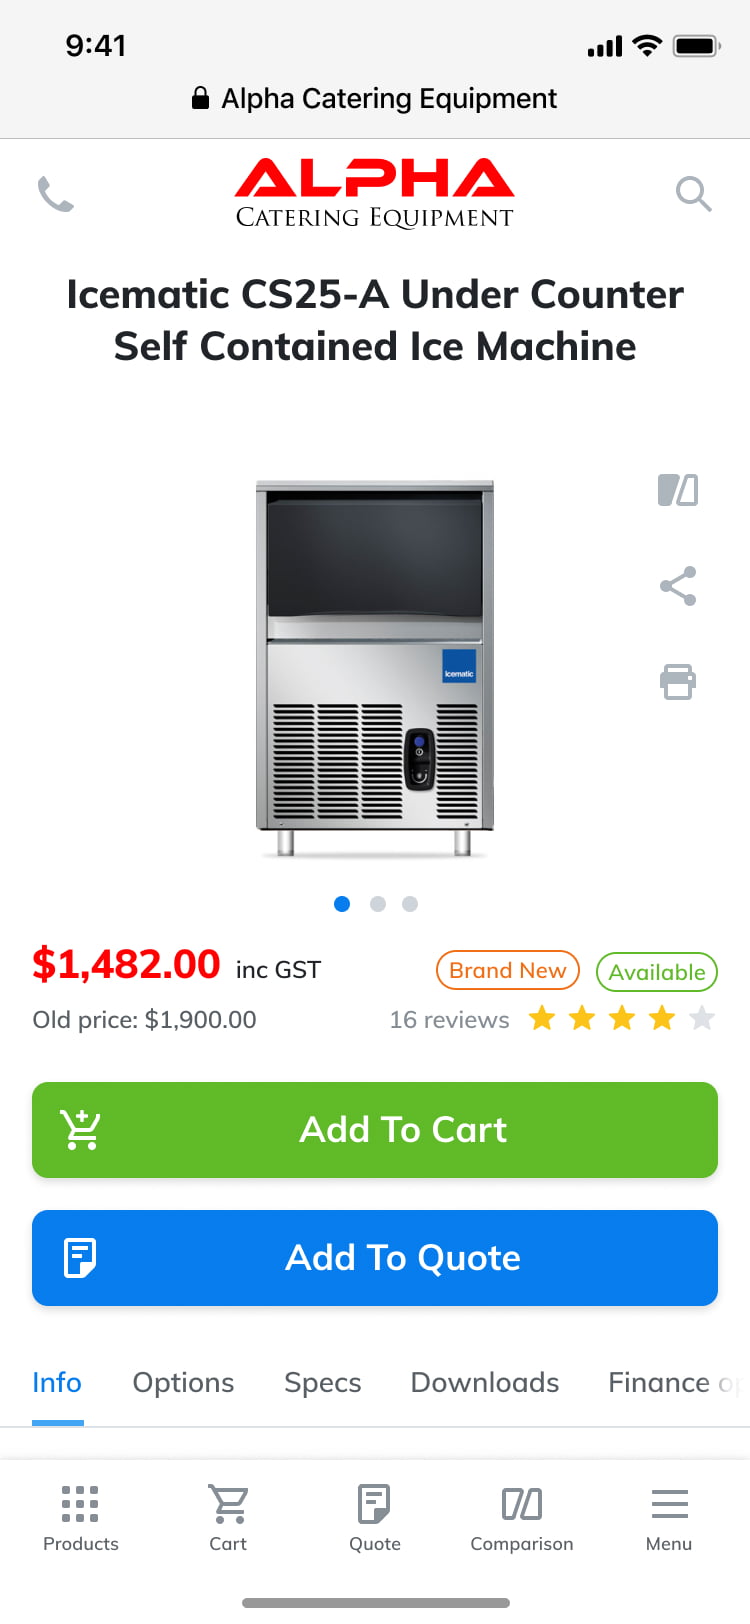 9:41
Alpha Catering Equipment
ALPHA
CATERING EQUIPMENT
Icematic CS25-A Under Counter
Self Contained Ice Machine
Icematic
$1,482.00 inc GST
Brand New
Available
Old price: $1,900.00
16 reviews
Add To Cart
Add To Quote
Info Options Specs Downloads Finance op
Products Cart Quote Comparison Menu